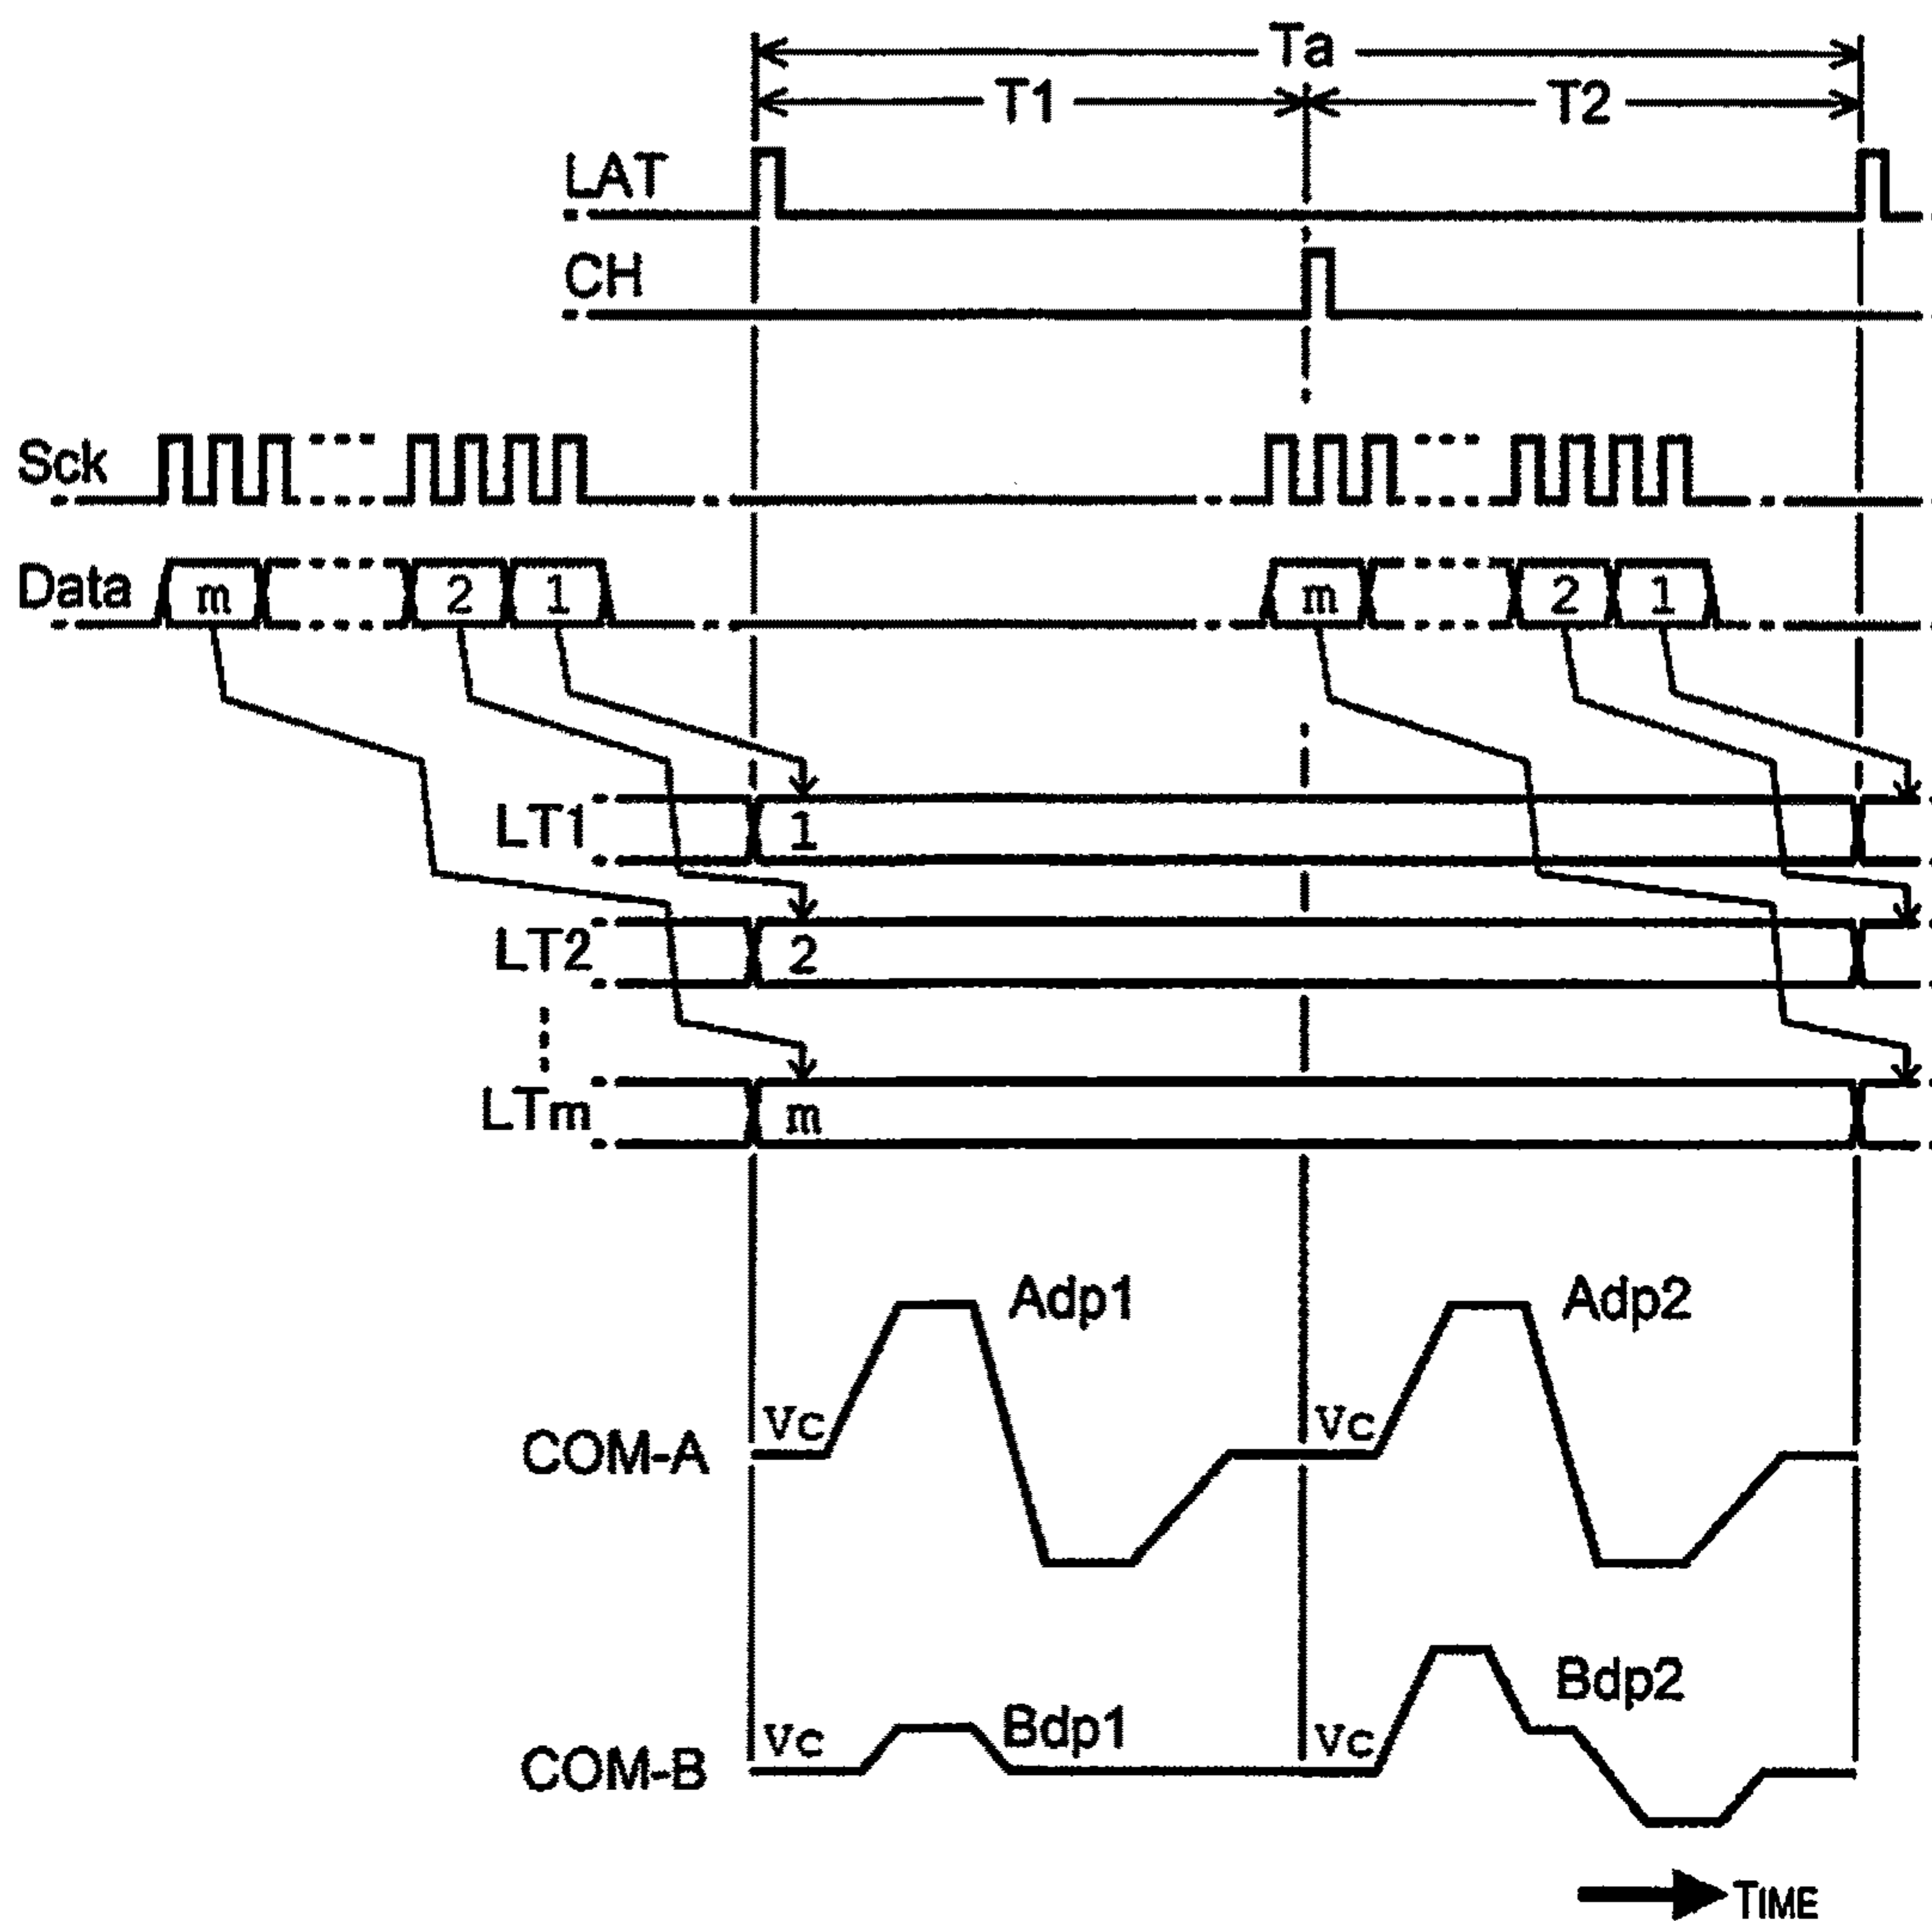 Ta
T1 T2
LAT
CH
Sck
Data m 2 1 m 2 1
LT1 1
LT2 2
LTm m
Adp1 Adp2
COM-A Vc Vc
Bdp1 Bdp2
COM-B Vc Vc
TIME